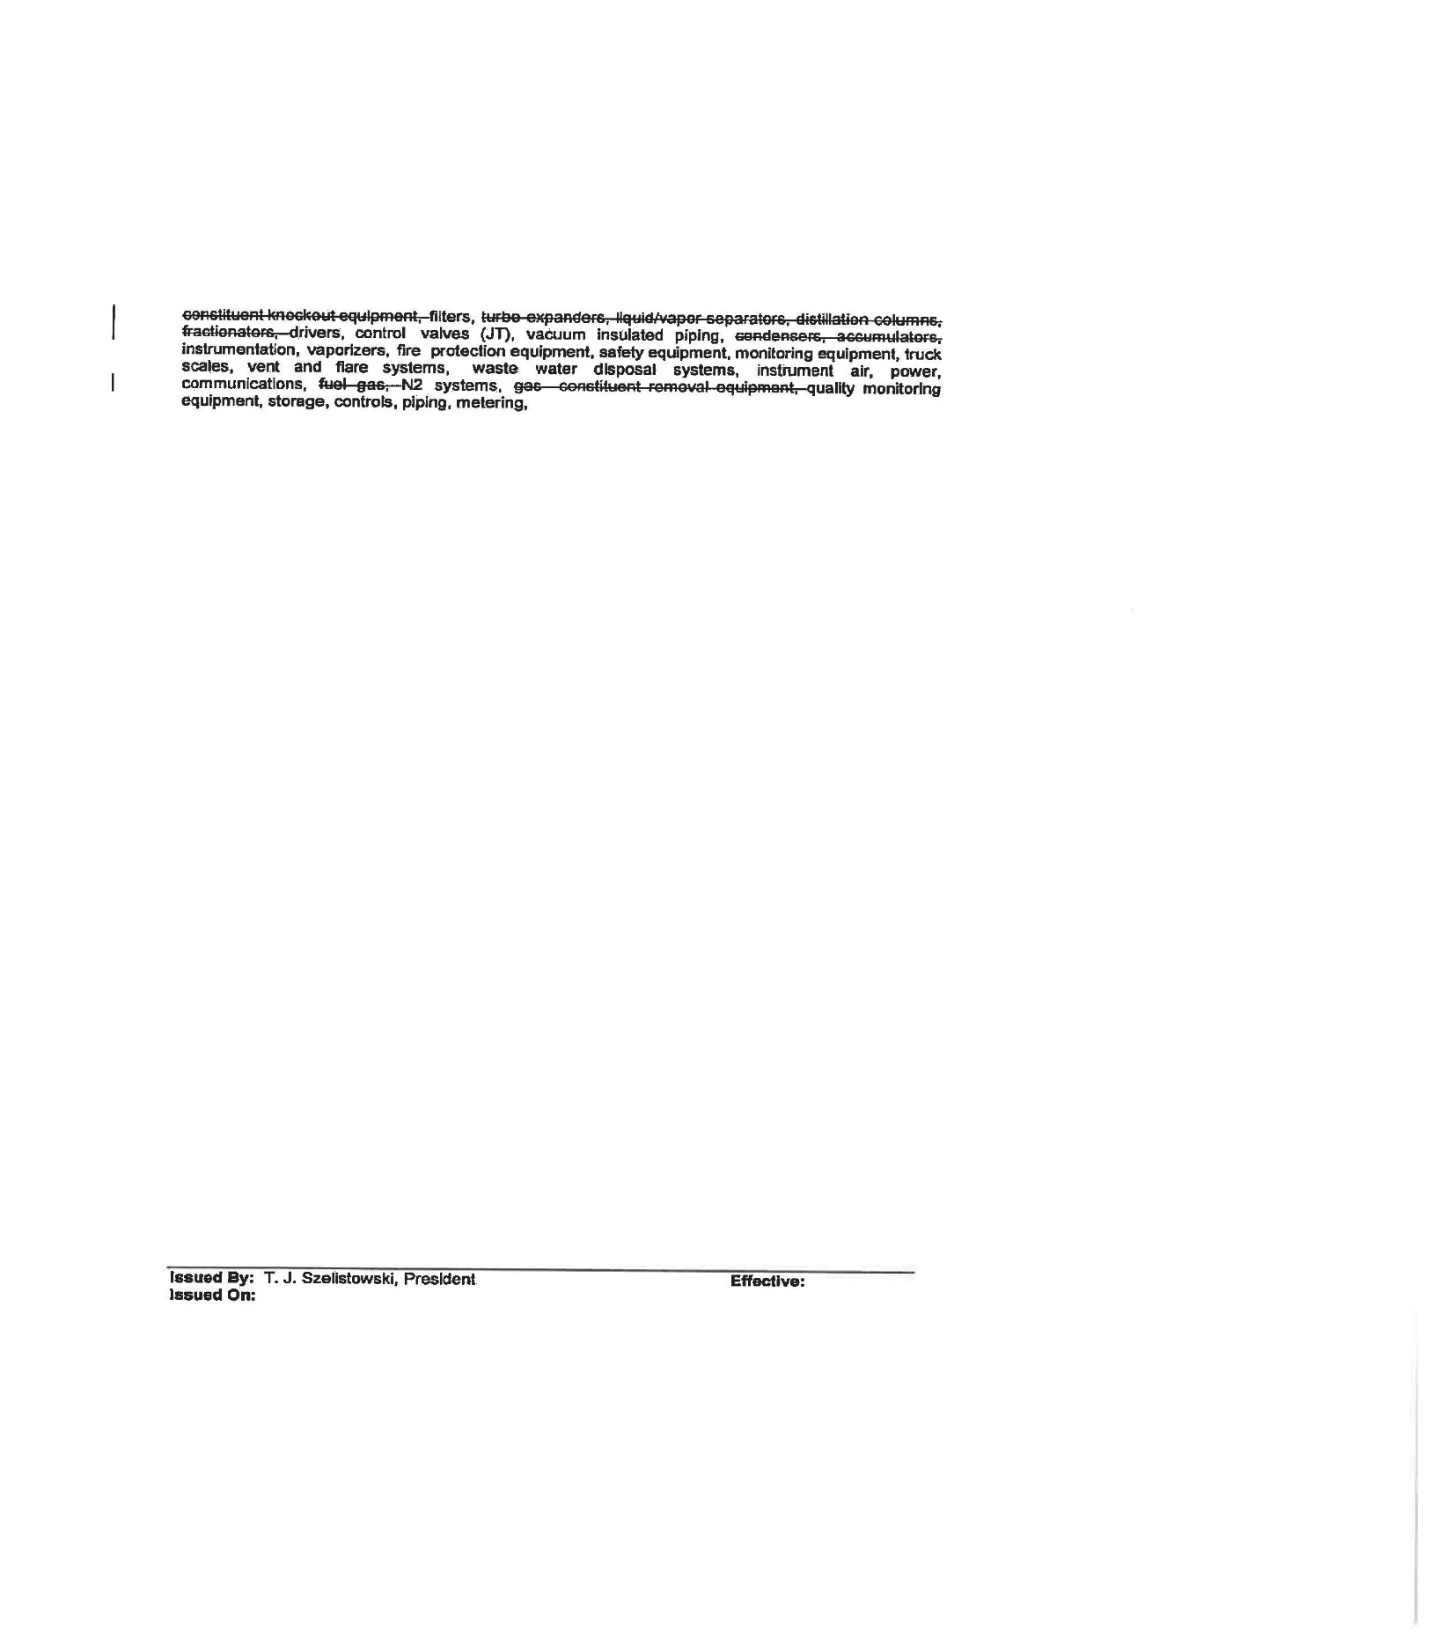 constituent knockout equipment, filters, turbo expanders, liquid/vapor separators, distillation columns,
fractionators, drivers, control valves (JT), vacuum insulated piping, condensers, accumulators,
instrumentation, vaporizers, fire protection equipment, safety equipment, monitoring equipment, truck
scales, vent and flare systems, waste water disposal systems, instrument air, power,
communications, fuel gas, N2 systems, gas constituent removal equipment, quality monitoring
equipment, storage, controls, piping, metering,
Issued By: T. J. Szelistowski, President Effective:
Issued On: